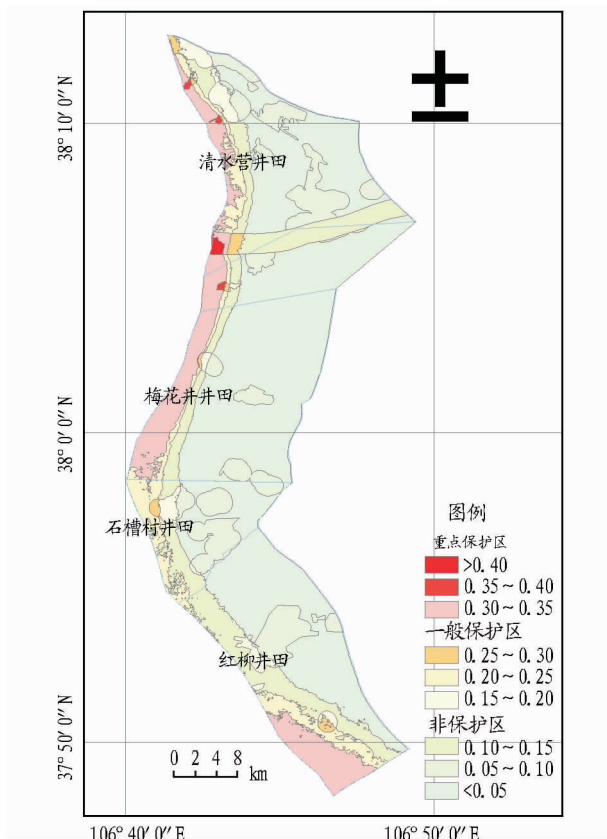 38° 10′ 0″ N
清水营井田
梅花井井田
38° 0′ 0″ N
石槽村井田
红柳井田
37° 50′ 0″ N
0 2 4 8
km
图例
重点保护区
>0.40
0.35~0.40
0.30~0.35
一般保护区
0.25~0.30
0.20~0.25
0.15~0.20
非保护区
0.10~0.15
0.05~0.10
<0.05
106° 40′ 0″ E
106° 50′ 0″ E